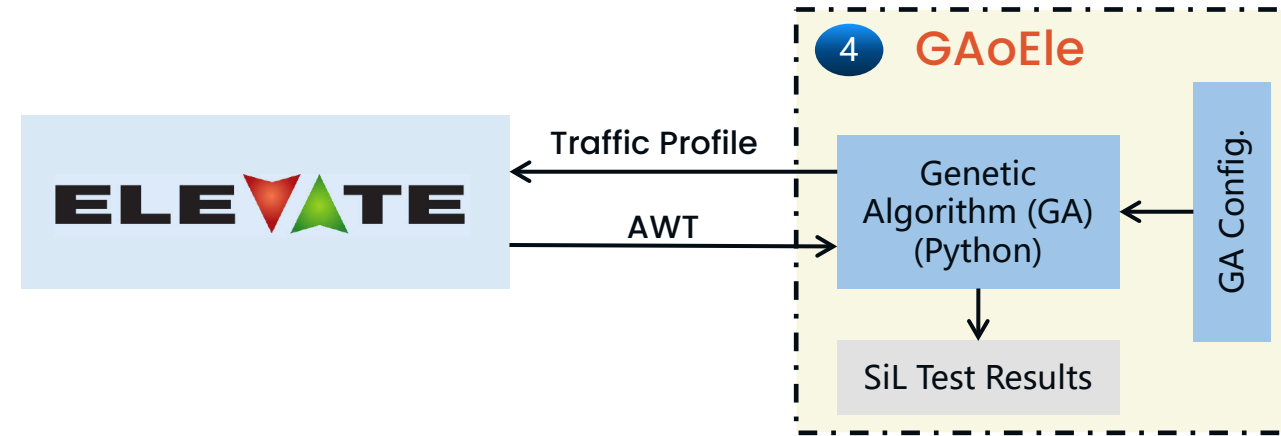 4
GAoEle
Traffic Profile
ELEVATE
AWT
Genetic
Algorithm (GA)
(Python)
GA Config.
SiL Test Results